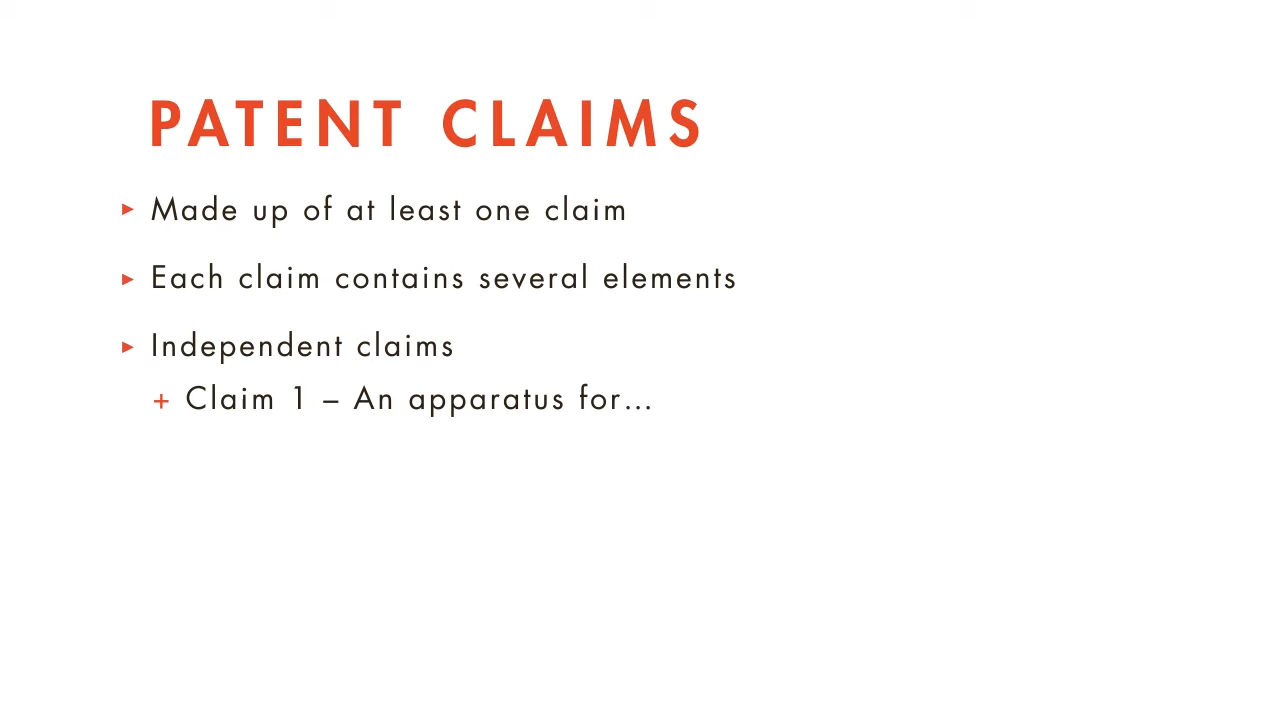 PATENT CLAIMS
▸ Made up of at least one claim
▸ Each claim contains several elements
▸ Independent claims
+ Claim 1 – An apparatus for...